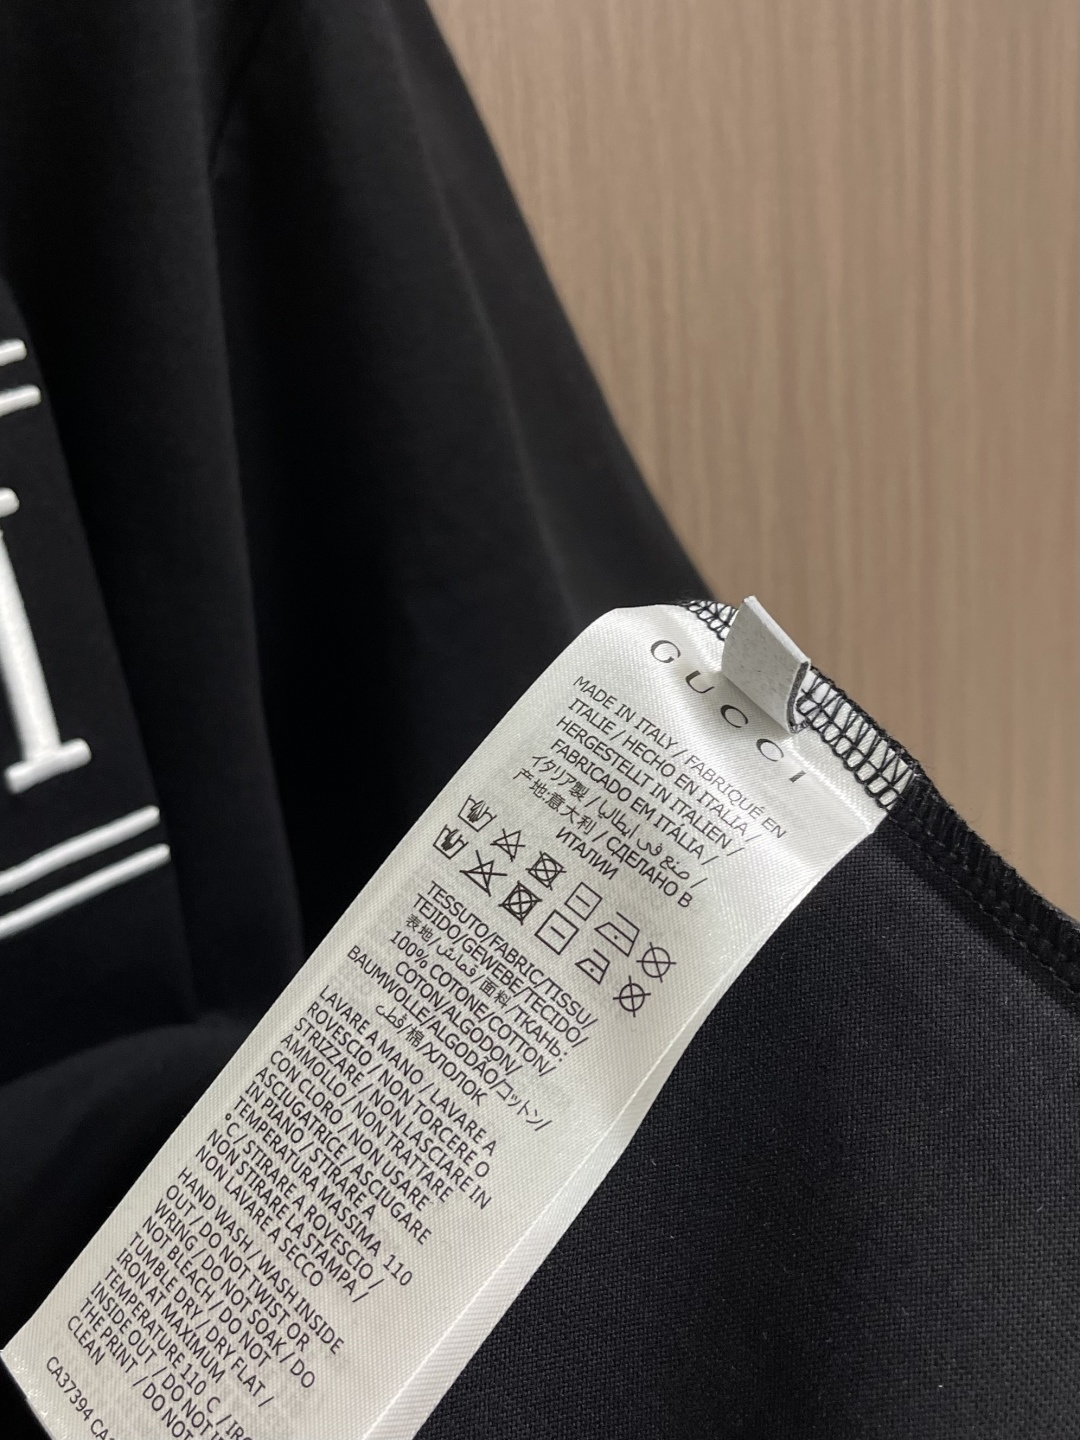 GUCCI
MADE IN ITALY / FABRIQUÉ EN
ITALIE / HECHO EN ITALIA /
HERGESTELLT IN ITALIEN /
FABRICADO EM ITÁLIA /
イタリア製 / صنع في ايطاليا /
产地:意大利 / СДЕЛАНО В
ИТАЛИИ
TESSUTO/FABRIC/TISSU/
TEJIDO/GEWEBE/TECIDO/
表地/قماش/面料/ТКАНЬ:
100% COTONE/COTTON/
COTON/ALGODON/
BAUMWOLLE/ALGODÃO/コットン/
قطن/棉/ХЛОПОК
LAVARE A MANO / LAVARE A
ROVESCIO / NON TORCERE O
STRIZZARE / NON LASCIARE IN
AMMOLLO / NON TRATTARE
CON CLORO / NON USARE
ASCIUGATRICE / ASCIUGARE
IN PIANO / STIRARE A
TEMPERATURA MASSIMA 110
°C / STIRARE A ROVESCIO /
NON STIRARE LA STAMPA /
NON LAVARE A SECCO
HAND WASH / WASH INSIDE
OUT / DO NOT TWIST OR
WRING / DO NOT SOAK / DO
NOT BLEACH / DO NOT
TUMBLE DRY / DRY FLAT /
IRON AT MAXIMUM
TEMPERATURE 110 C /
INSIDE OUT / DO NOT
THE PRINT / DO NOT
CLEAN
CA37394